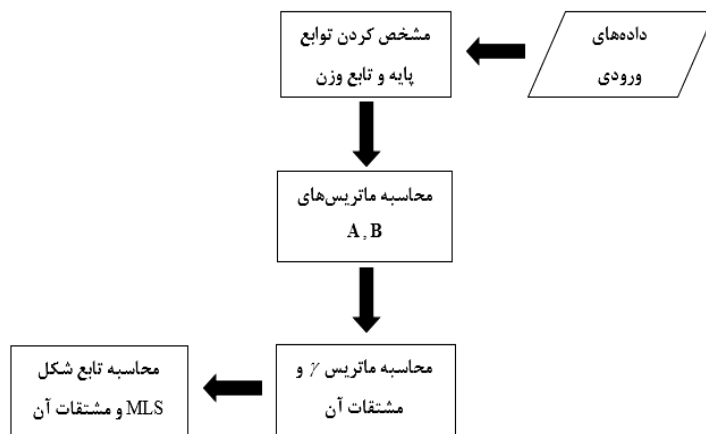 داده‌های
ورودی
مشخص کردن توابع
پایه و تابع وزن
محاسبه ماتریس‌های
A , B
محاسبه ماتریس γ و
مشتقات آن
محاسبه تابع شکل
MLS و مشتقات آن